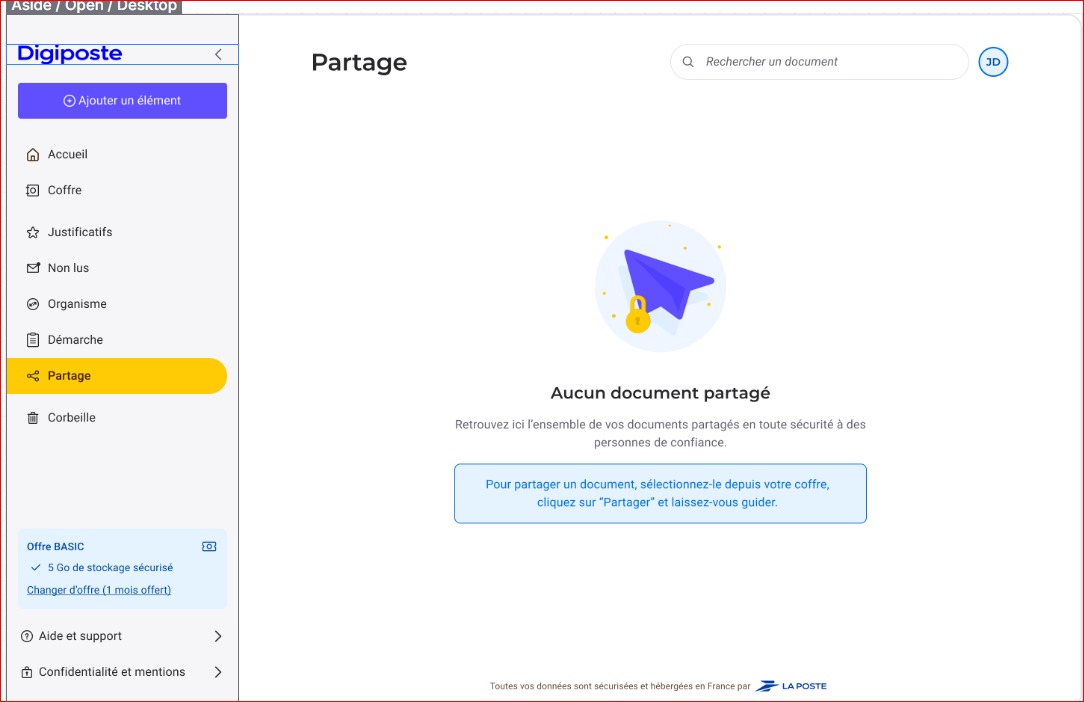 Aside / Open / Desktop
Digiposte
Ajouter un élément
Accueil
Coffre
Justificatifs
Non lus
Organisme
Démarche
Partage
Corbeille
Offre BASIC
5 Go de stockage sécurisé
Changer d'offre (1 mois offert)
Aide et support
Confidentialité et mentions
Partage
Rechercher un document
JD
Aucun document partagé
Retrouvez ici l'ensemble de vos documents partagés en toute sécurité à des
personnes de confiance.
Pour partager un document, sélectionnez-le depuis votre coffre,
cliquez sur "Partager" et laissez-vous guider.
Toutes vos données sont sécurisées et hébergées en France par LA POSTE